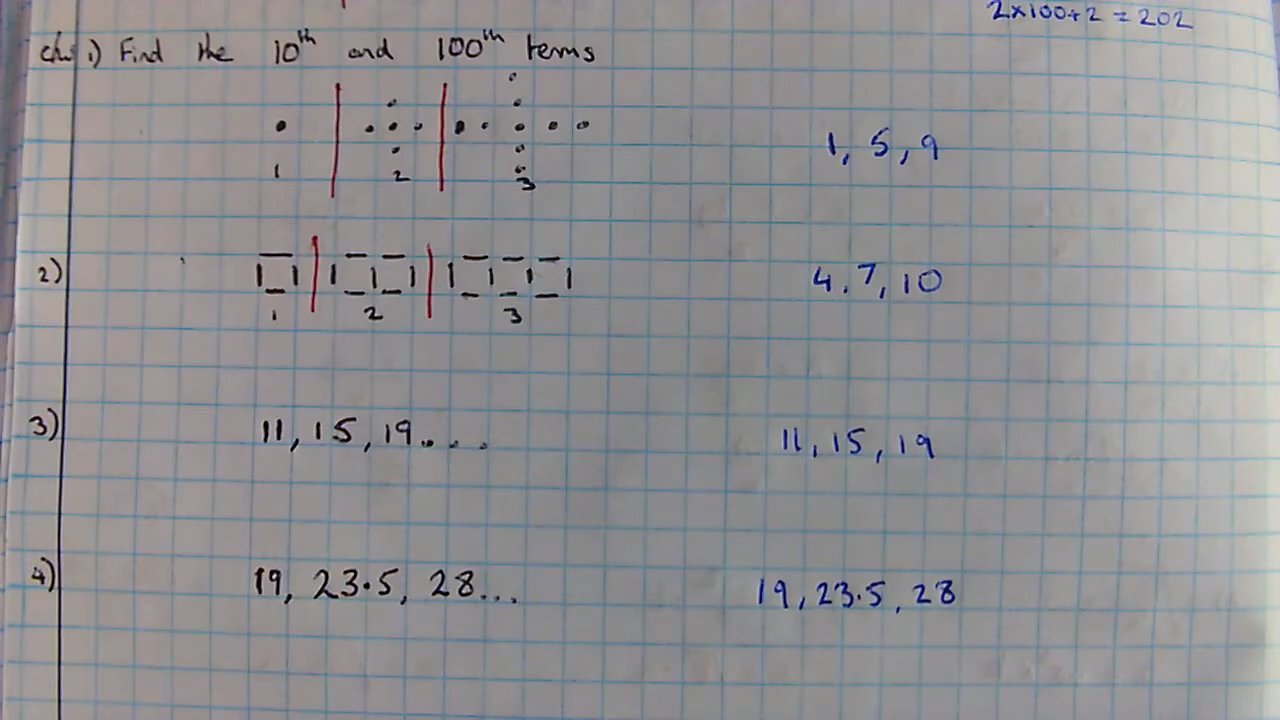 2x100+2 = 202
1) Find the 10th and 100th terms
1, 5, 9
1 2 3
2)
4, 7, 10
1 2 3
3) 11, 15, 19.... 11, 15, 19
4) 19, 23.5, 28... 19, 23.5, 28